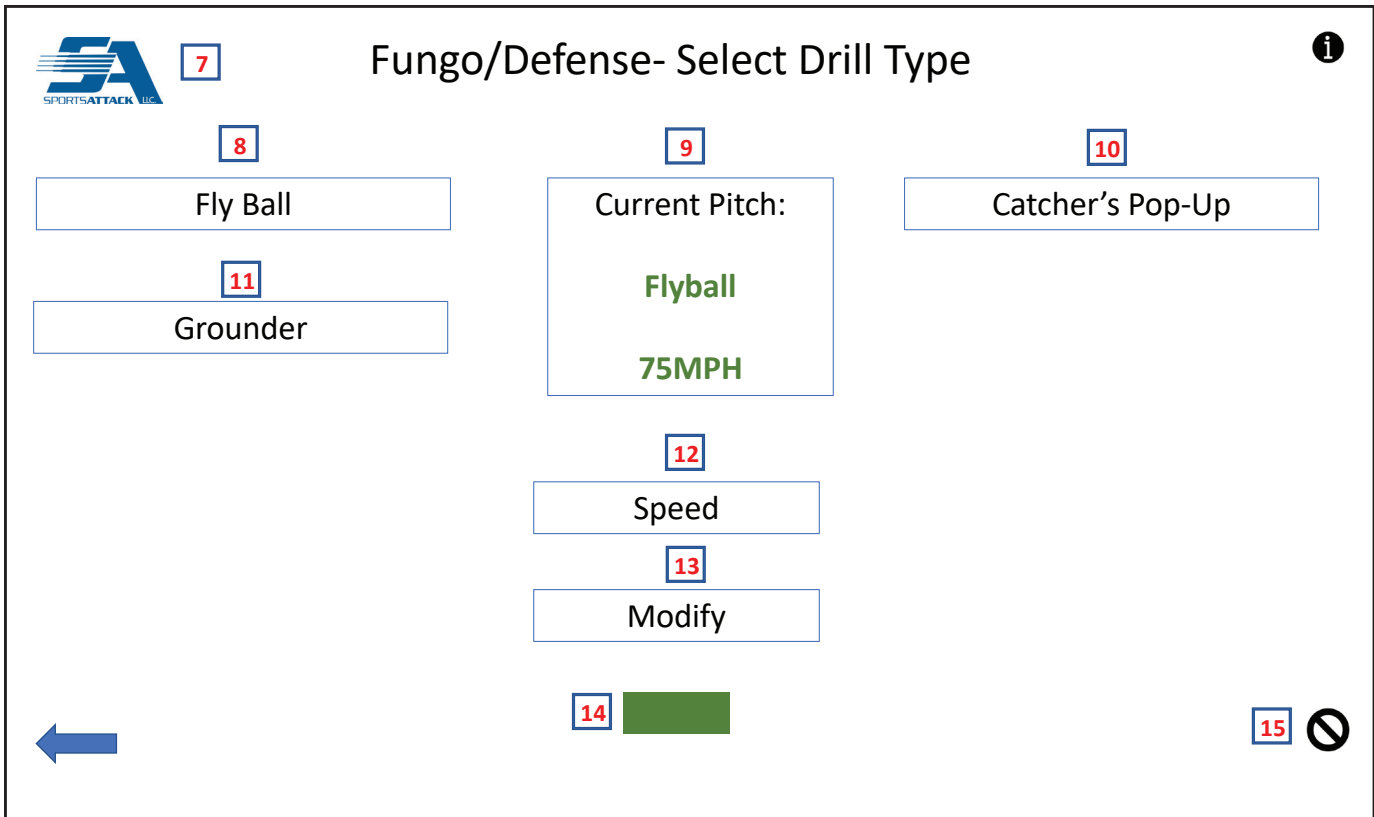 SA
SPORTSATTACK LLC.
7
Fungo/Defense- Select Drill Type
i
8
Fly Ball
9
Current Pitch:
Flyball
75MPH
10
Catcher's Pop-Up
11
Grounder
12
Speed
13
Modify
14
15